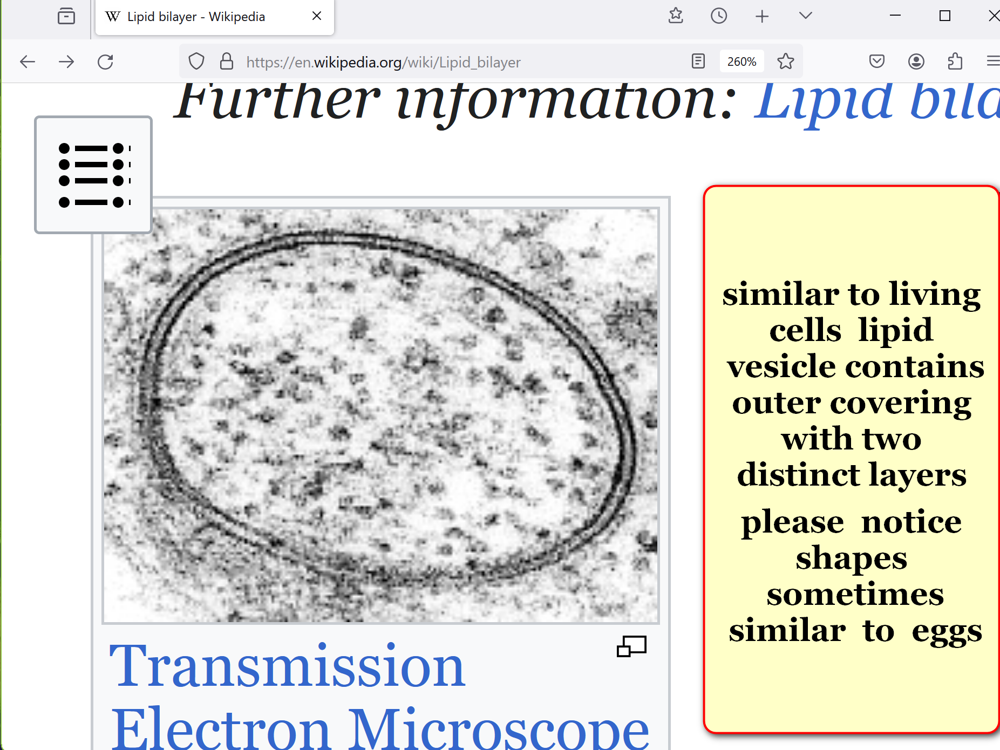 Lipid bilayer - Wikipedia
https://en.wikipedia.org/wiki/Lipid_bilayer
260%
Further information: Lipid bila
similar to living
cells lipid
vesicle contains
outer covering
with two
distinct layers
please notice
shapes
sometimes
similar to eggs
Transmission
Electron Microscope